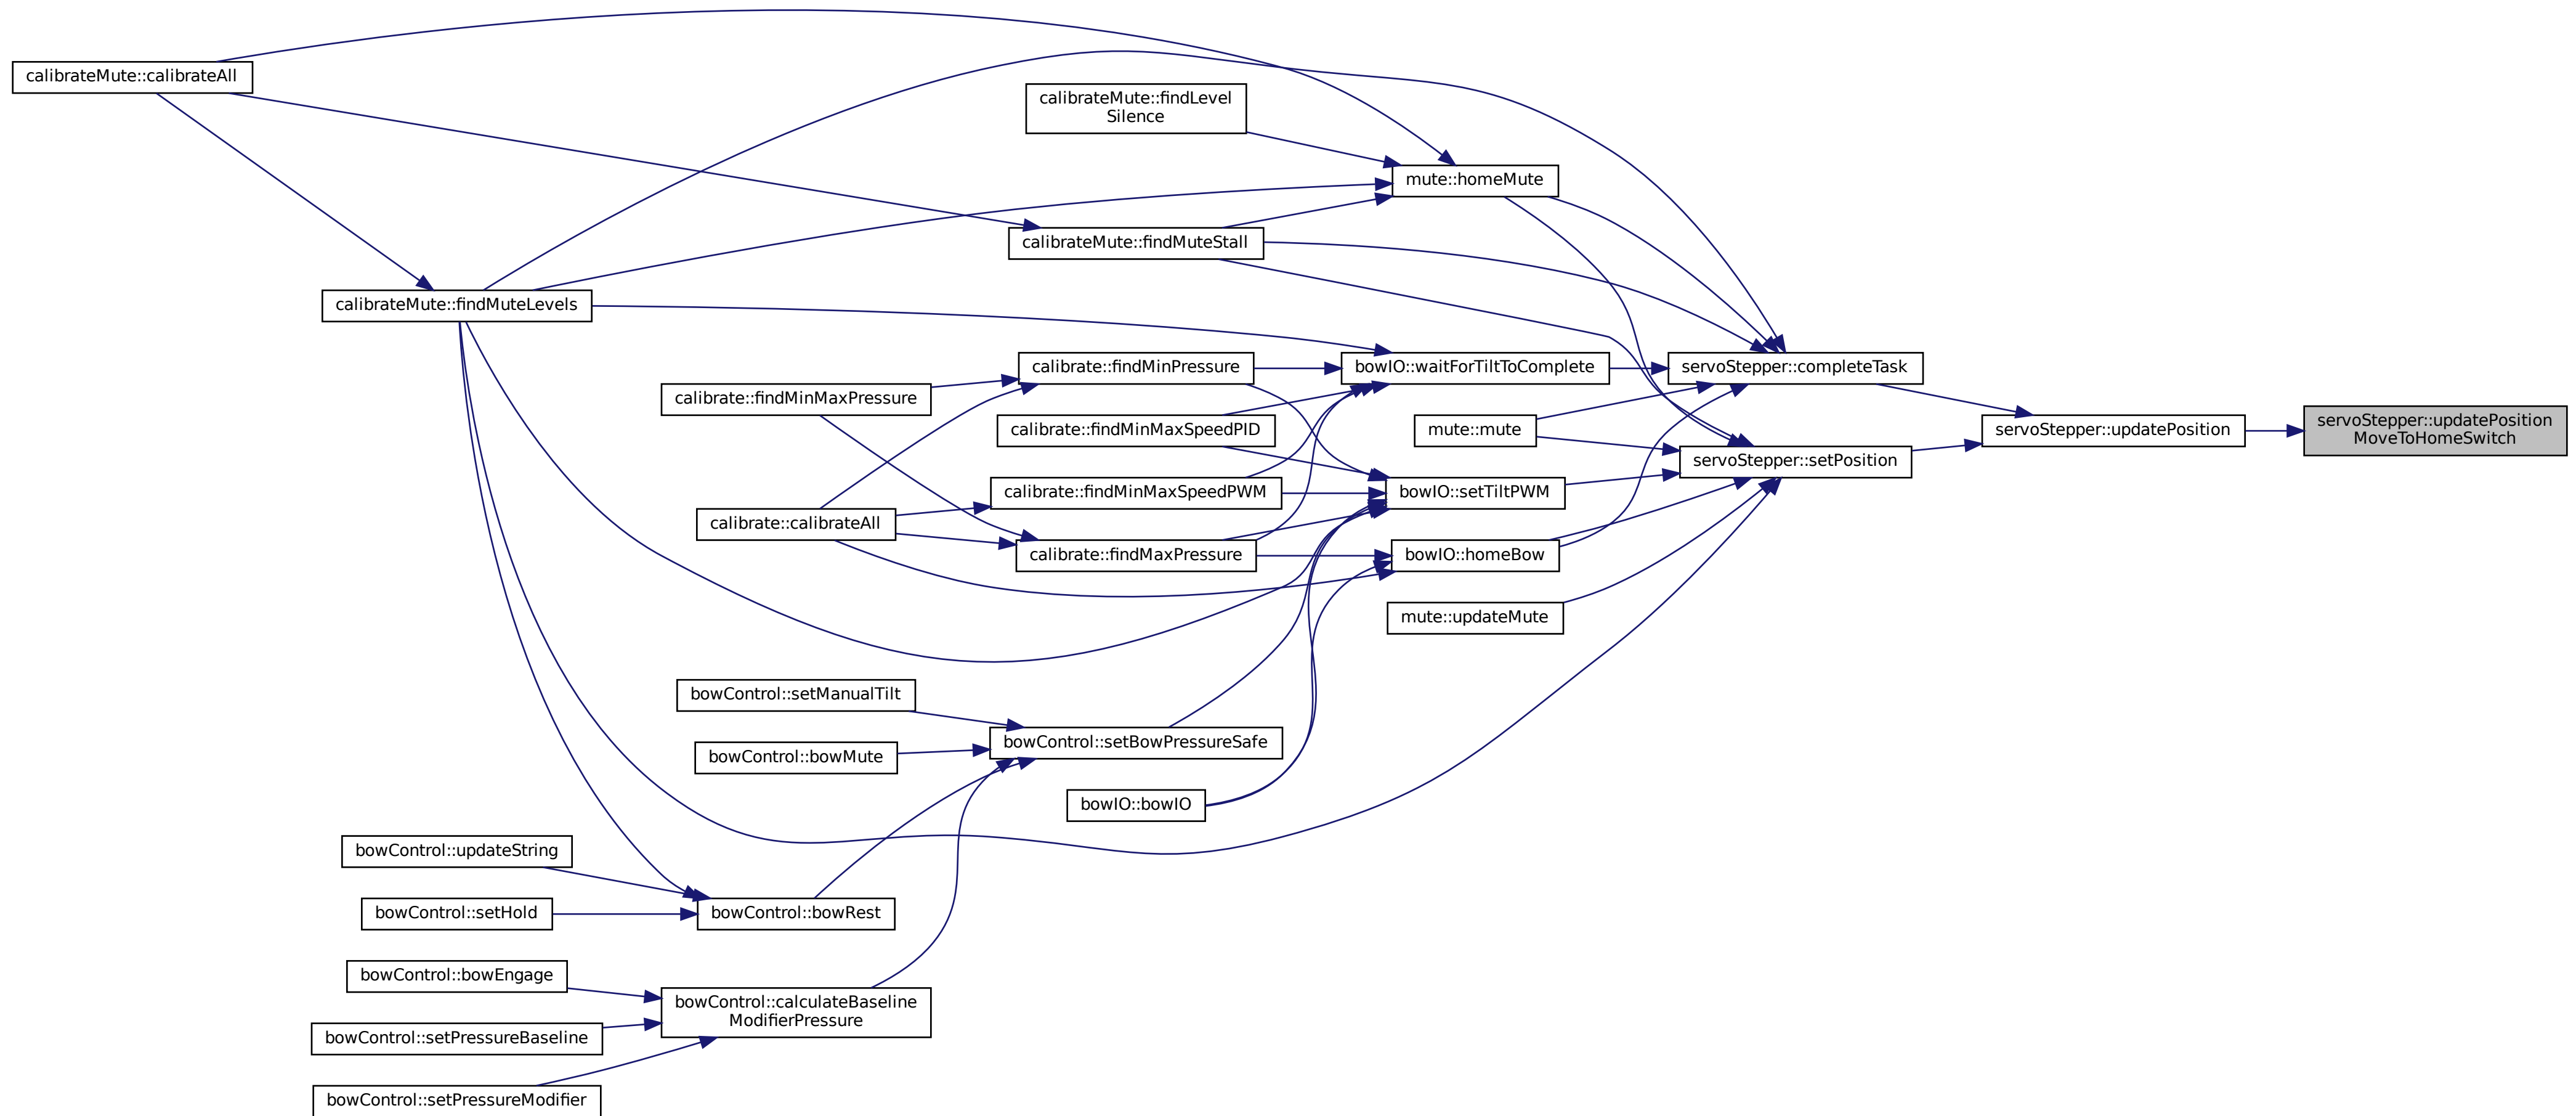 calibrateMute::calibrateAll
calibrateMute::findLevel
Silence
mute::homeMute
calibrateMute::findMuteStall
calibrateMute::findMuteLevels
calibrate::findMinPressure
bowIO::waitForTiltToComplete
servoStepper::completeTask
calibrate::findMinMaxPressure
calibrate::findMinMaxSpeedPID
mute::mute
servoStepper::updatePosition
servoStepper::updatePosition
MoveToHomeSwitch
servoStepper::setPosition
calibrate::findMinMaxSpeedPWM
bowIO::setTiltPWM
calibrate::calibrateAll
calibrate::findMaxPressure
bowIO::homeBow
mute::updateMute
bowControl::setManualTilt
bowControl::setBowPressureSafe
bowControl::bowMute
bowIO::bowIO
bowControl::updateString
bowControl::setHold
bowControl::bowRest
bowControl::bowEngage
bowControl::calculateBaseline
ModifierPressure
bowControl::setPressureBaseline
bowControl::setPressureModifier